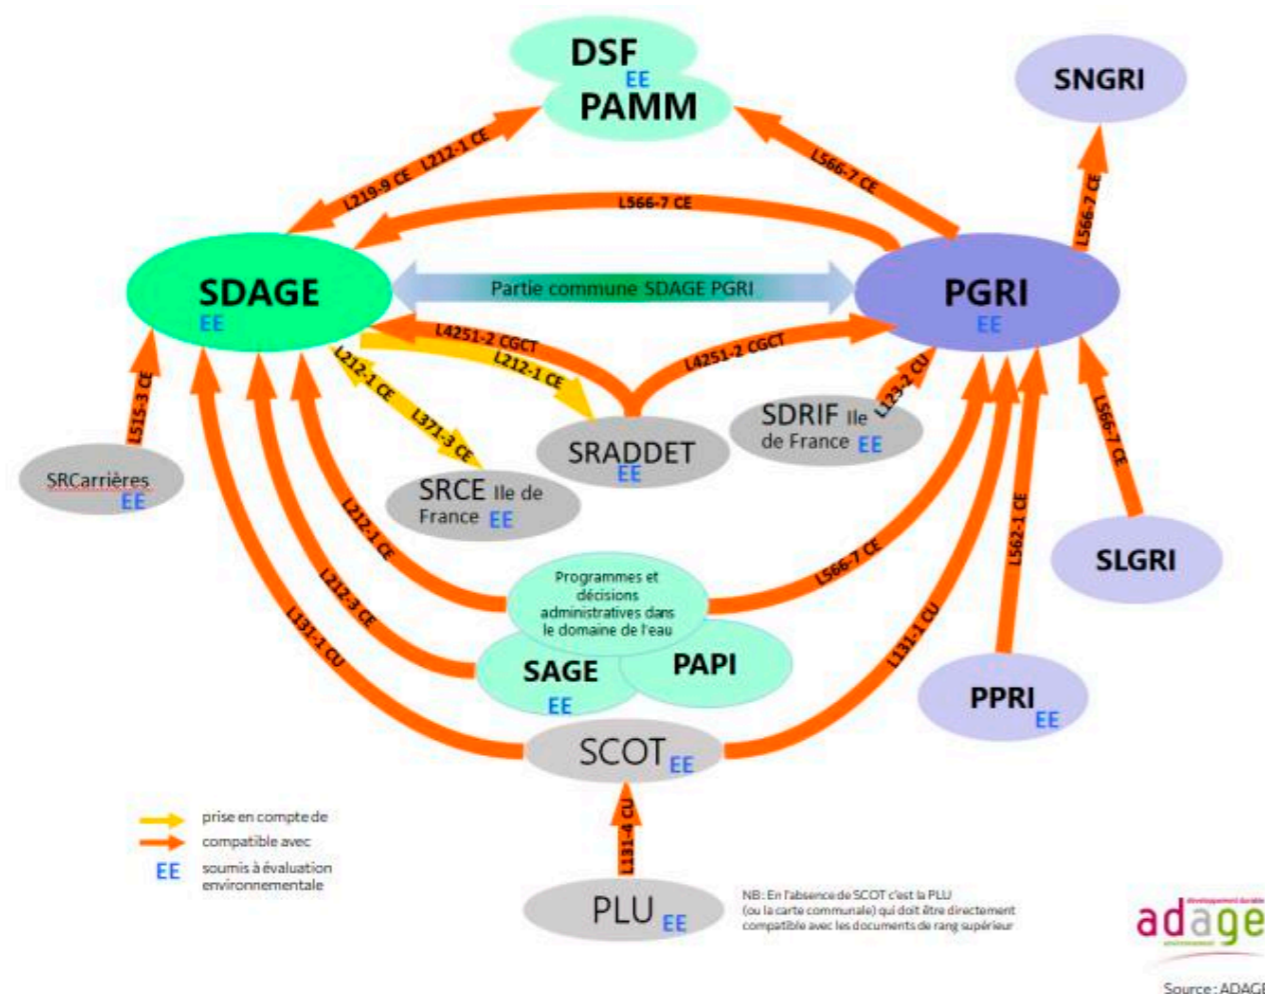 DSF
EE
PAMM
SNGRI
L219-9 CE L212-1 CE
L566-7 CE
L566-7 CE
L566-7 CE
SDAGE
EE
Partie commune SDAGE PGRI
PGRI
EE
L4251-2 CGCT
L4251-2 CGCT
L212-1 CE
L212-1 CE
L371-3 CE
L123-2 CU
L515-3 CE
SDRIF Ile
de France EE
SRADDET
EE
SRCarrières
EE
SRCE Ile de
France EE
L566-7 CE
L212-1 CE
L212-3 CE
L131-1 CU
L566-7 CE
L562-1 CE
L131-1 CU
SLGRI
Programmes et
décisions
administratives dans
le domaine de l'eau
SAGE
EE
PAPI
PPRI
EE
SCOT EE
L131-4 CU
PLU EE
prise en compte de
compatible avec
EE soumis à évaluation
environnementale
NB: En l'absence de SCOT c'est la PLU
(ou la carte communale) qui doit être directement
compatible avec les documents de rang supérieur
développement durable
adage
environnement
Source: ADAGE